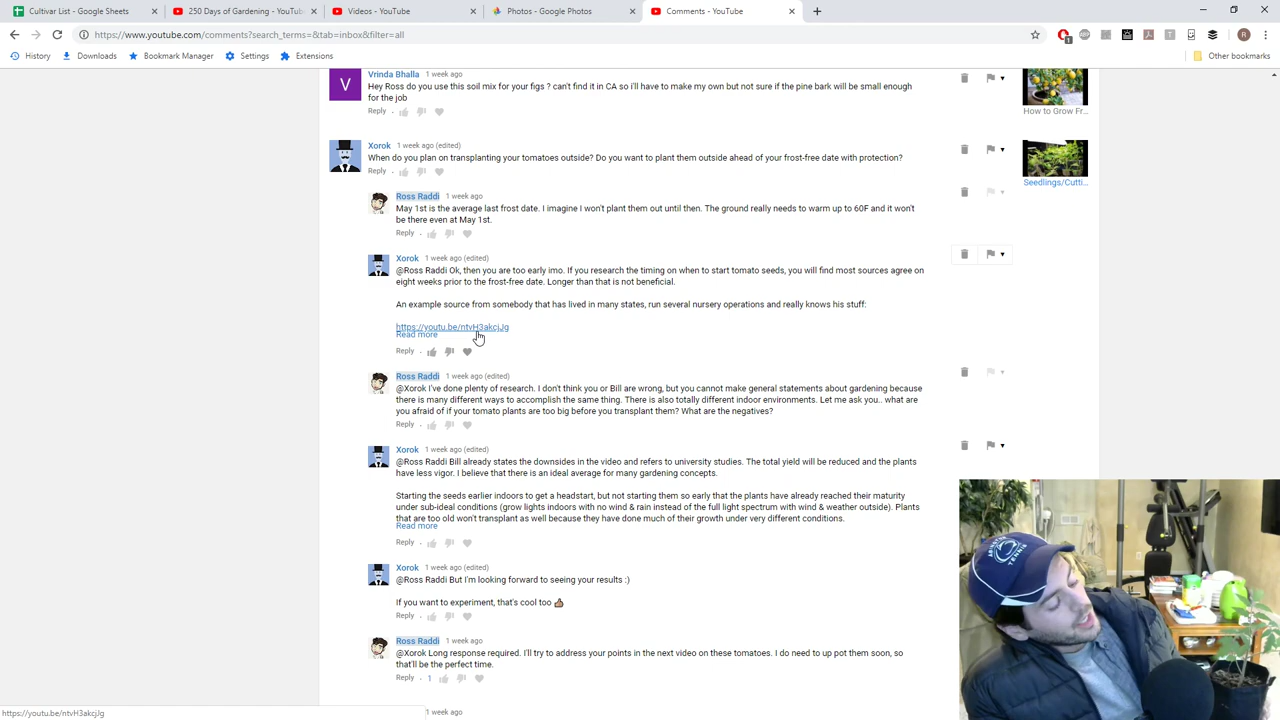 Cultivar List - Google Sheets
250 Days of Gardening - YouTub
Videos - YouTube
Photos - Google Photos
Comments - YouTube
https://www.youtube.com/comments?search_terms=&tab=inbox&filter=all
History
Downloads
Bookmark Manager
Settings
Extensions
Other bookmarks
V
Vrinda Bhalla 1 week ago
Hey Ross do you use this soil mix for your figs ? can't find it in CA so i'll have to make my own but not sure if the pine bark will be small enough
for the job
Reply .
How to Grow Fr...
Xorok 1 week ago (edited)
When do you plan on transplanting your tomatoes outside? Do you want to plant them outside ahead of your frost-free date with protection?
Reply .
Seedlings/Cutti...
Ross Raddi 1 week ago
May 1st is the average last frost date. I imagine I won't plant them out until then. The ground really needs to warm up to 60F and it won't
be there even at May 1st.
Reply .
Xorok 1 week ago (edited)
@Ross Raddi Ok, then you are too early imo. If you research the timing on when to start tomato seeds, you will find most sources agree on
eight weeks prior to the frost-free date. Longer than that is not beneficial.
An example source from somebody that has lived in many states, run several nursery operations and really knows his stuff:
https://youtu.be/ntvH3akcjJg
Read more
Reply .
Ross Raddi 1 week ago (edited)
@Xorok I've done plenty of research. I don't think you or Bill are wrong, but you cannot make general statements about gardening because
there is many different ways to accomplish the same thing. There is also totally different indoor environments. Let me ask you.. what are
you afraid of if your tomato plants are too big before you transplant them? What are the negatives?
Reply .
Xorok 1 week ago (edited)
@Ross Raddi Bill already states the downsides in the video and refers to university studies. The total yield will be reduced and the plants
have less vigor. I believe that there is an ideal average for many gardening concepts.
Starting the seeds earlier indoors to get a headstart, but not starting them so early that the plants have already reached their maturity
under sub-ideal conditions (grow lights indoors with no wind & rain instead of the full light spectrum with wind & weather outside). Plants
that are too old won't transplant as well because they have done much of their growth under very different conditions.
Read more
Reply .
Xorok 1 week ago (edited)
@Ross Raddi But I'm looking forward to seeing your results :)
If you want to experiment, that's cool too 👍
Reply .
Ross Raddi 1 week ago
@Xorok Long response required. I'll try to address your points in the next video on these tomatoes. I do need to up pot them soon, so
that'll be the perfect time.
Reply . 1
1 week ago
https://youtu.be/ntvH3akcjJg
TENNIS